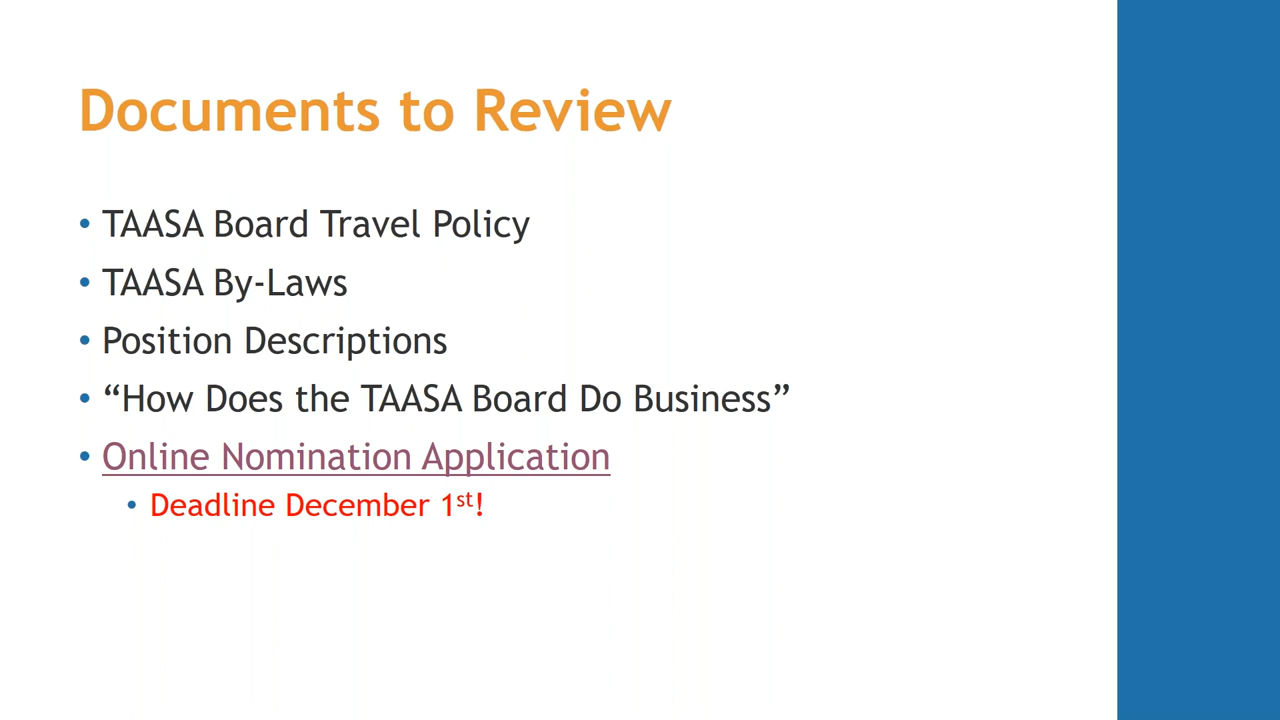 Documents to Review
• TAASA Board Travel Policy
• TAASA By-Laws
• Position Descriptions
• “How Does the TAASA Board Do Business”
• Online Nomination Application
• Deadline December 1st!